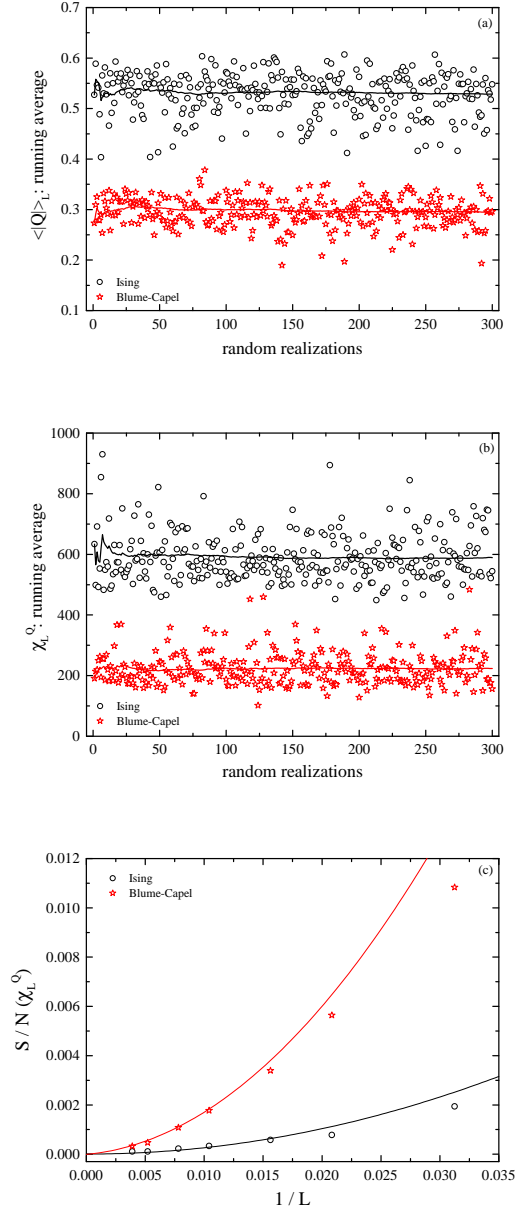 (a)
0.7
0.6
0.5
0.4
0.3
0.2
0.1
<|Q|>_L: running average
Ising
Blume-Capel
0 50 100 150 200 250 300
random realizations
(b)
1000
800
600
400
200
0
χ_L^Q: running average
Ising
Blume-Capel
0 50 100 150 200 250 300
random realizations
(c)
0.012
0.010
0.008
0.006
0.004
0.002
0.000
S / N (χ_L^Q)
Ising
Blume-Capel
0.000 0.005 0.010 0.015 0.020 0.025 0.030 0.035
1 / L